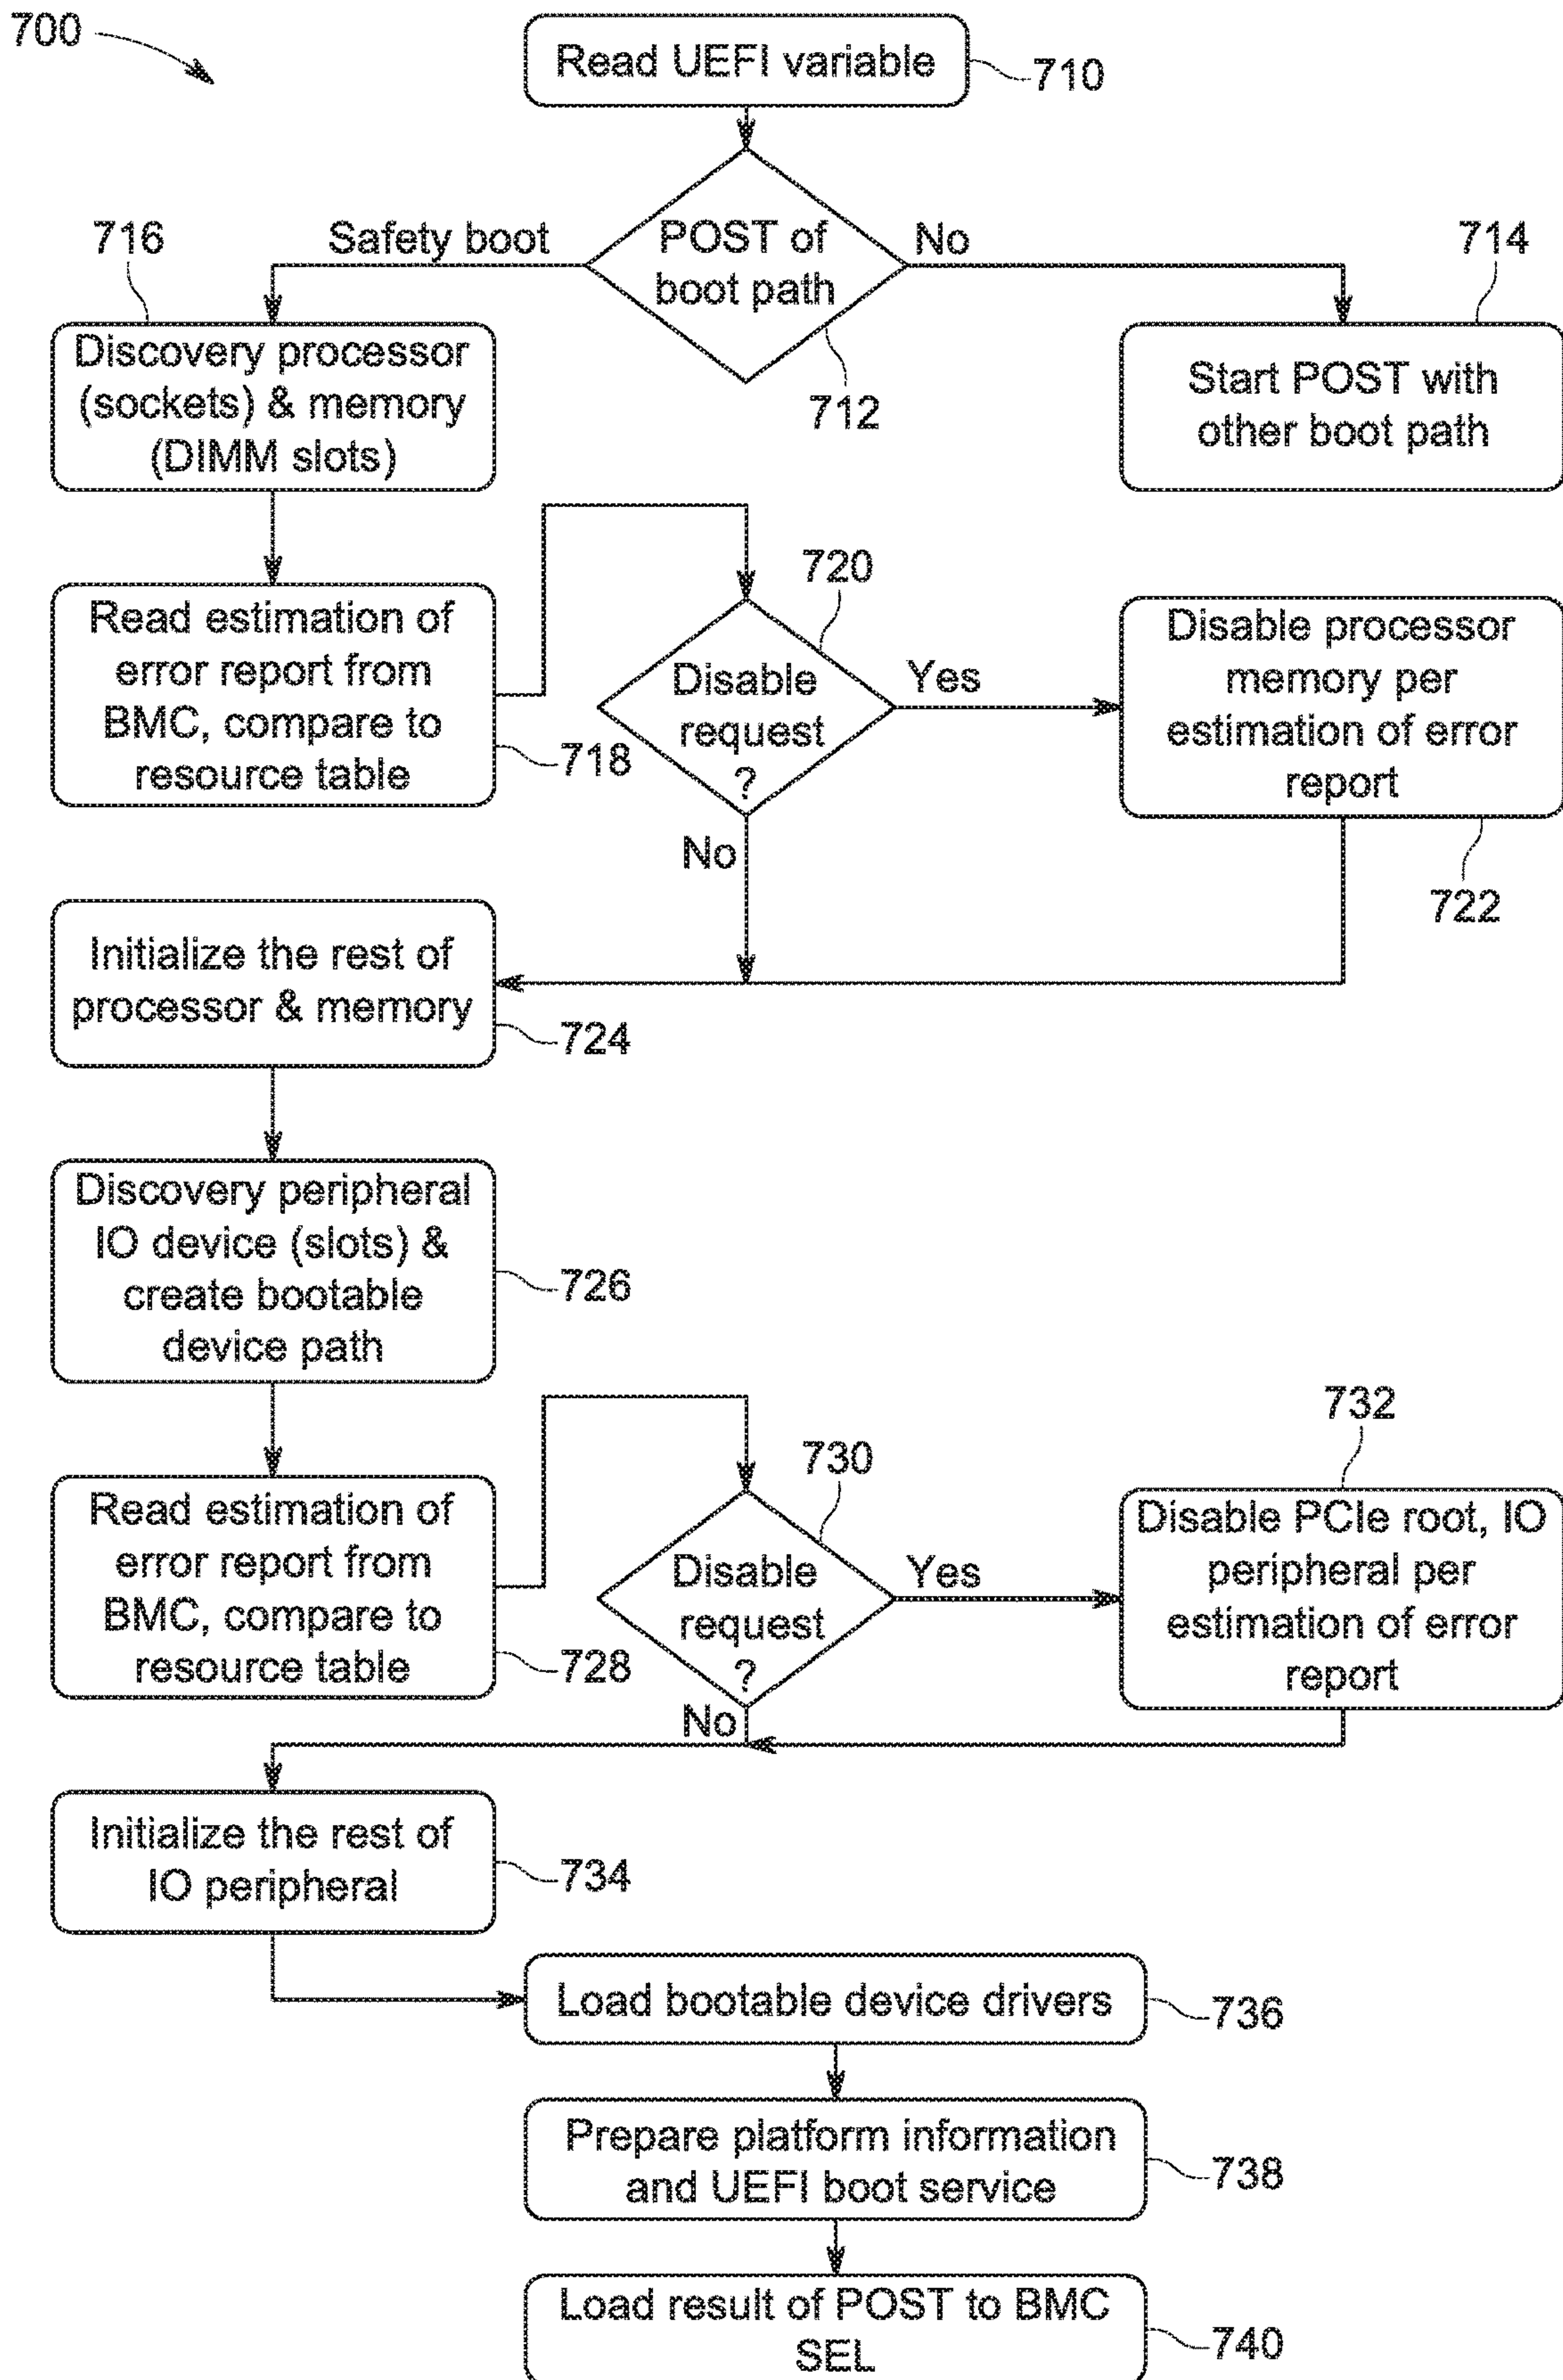 700
Read UEFI variable
710
716
Safety boot
POST of
boot path
No
714
712
Discovery processor
(sockets) & memory
(DIMM slots)
Start POST with
other boot path
720
Read estimation of
error report from
BMC, compare to
resource table
718
Disable
request
?
Yes
Disable processor
memory per
estimation of error
report
No
722
Initialize the rest of
processor & memory
724
Discovery peripheral
IO device (slots) &
create bootable
device path
726
732
730
Read estimation of
error report from
BMC, compare to
resource table
728
Disable
request
?
Yes
Disable PCIe root, IO
peripheral per
estimation of error
report
No
Initialize the rest of
IO peripheral
734
Load bootable device drivers
736
Prepare platform information
and UEFI boot service
738
Load result of POST to BMC
SEL
740